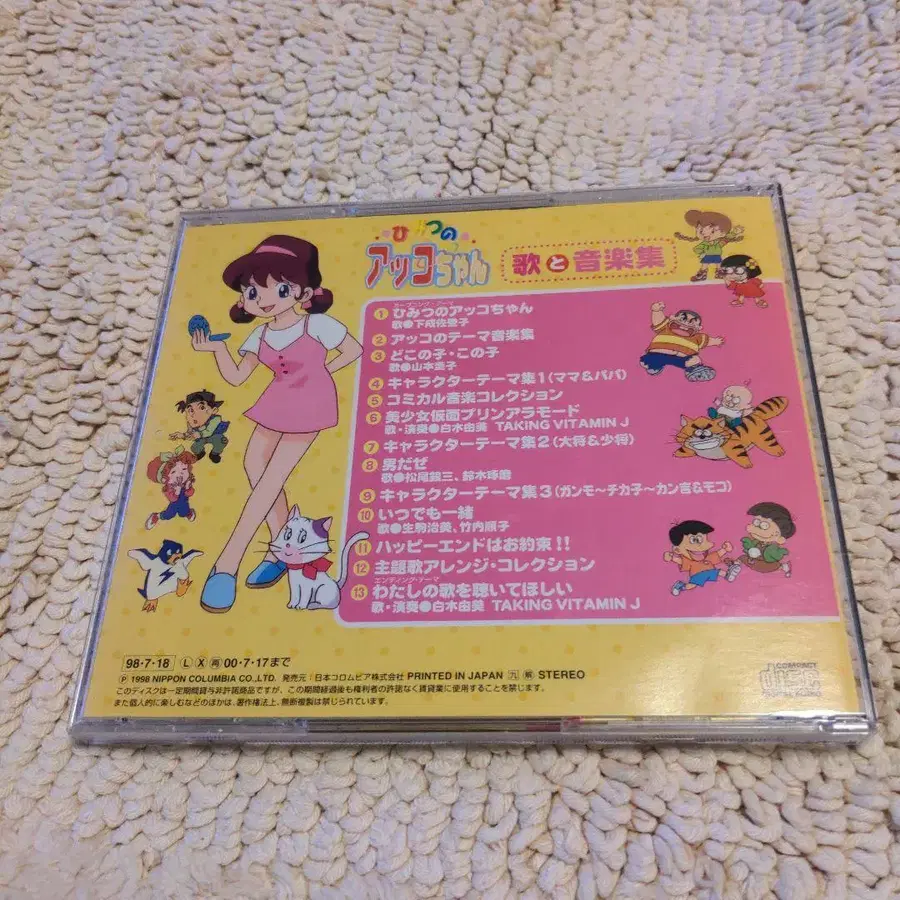 ひみつの
アッコちゃん
歌と音楽集
オープニング・テーマ
1 ひみつのアッコちゃん
歌●下成佐登子
2 アッコのテーマ音楽集
3 どこの子・この子
歌●山本圭子
4 キャラクターテーマ集1(ママ&パパ)
5 コミカル音楽コレクション
6 美少女仮面プリンアラモード
歌・演奏●白木由美 TAKING VITAMIN J
7 キャラクターテーマ集2(大将&少将)
8 男だぜ
歌●松尾銀三、鈴木琢磨
9 キャラクターテーマ集3(ガンモ〜チカ子〜カン吉&モコ)
10 いつでも一緒
歌●生駒治美、竹内順子
11 ハッピーエンドはお約束!!
12 主題歌アレンジ・コレクション
エンディング・テーマ
13 わたしの歌を聴いてほしい
歌・演奏●白木由美 TAKING VITAMIN J
98・7・18 L X 再 00・7・17まで
Ⓟ 1998 NIPPON COLUMBIA CO.,LTD. 発売元:日本コロムビア株式会社 PRINTED IN JAPAN STEREO
このディスクは一定期間貸与非許諾商品ですが、この期間経過後も権利者の許諾なく賃貸業に使用することを禁じます。
また個人的に楽しむなどのほかは、著作権法上、無断複製は禁じられています。
COMPACT
disc
DIGITAL AUDIO